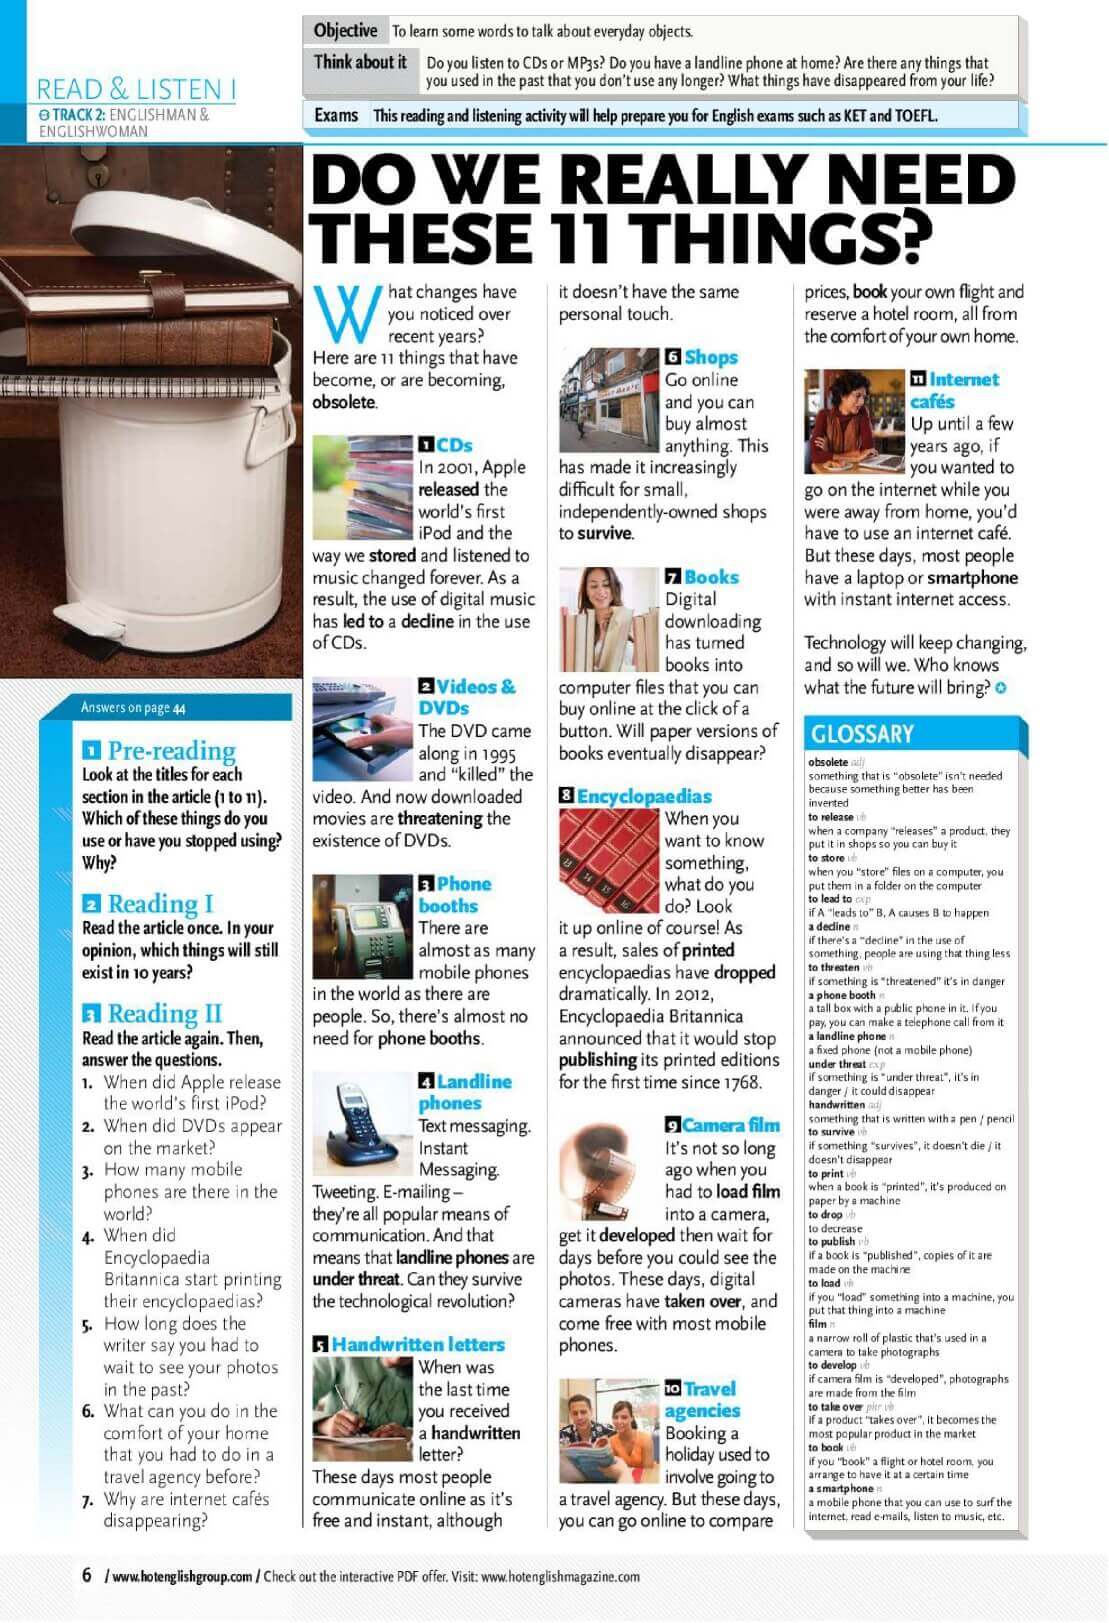 Objective To learn some words to talk about everyday objects.
Think about it Do you listen to CDs or MP3s? Do you have a landline phone at home? Are there any things that
you used in the past that you don't use any longer? What things have disappeared from your life?
Exams This reading and listening activity will help prepare you for English exams such as KET and TOEFL.
READ & LISTEN I
TRACK 2: ENGLISHMAN &
ENGLISHWOMAN
DO WE REALLY NEED
THESE 11 THINGS?
What changes have
you noticed over
recent years?
Here are 11 things that have
become, or are becoming,
obsolete.
1 CDs
In 2001, Apple
released the
world's first
iPod and the
way we stored and listened to
music changed forever. As a
result, the use of digital music
has led to a decline in the use
of CDs.
2 Videos &
DVDs
The DVD came
along in 1995
and "killed" the
video. And now downloaded
movies are threatening the
existence of DVDs.
3 Phone
booths
There are
almost as many
mobile phones
in the world as there are
people. So, there's almost no
need for phone booths.
4 Landline
phones
Text messaging.
Instant
Messaging.
Tweeting. E-mailing –
they're all popular means of
communication. And that
means that landline phones are
under threat. Can they survive
the technological revolution?
5 Handwritten letters
When was
the last time
you received
a handwritten
letter?
These days most people
communicate online as it's
free and instant, although
it doesn't have the same
personal touch.
6 Shops
Go online
and you can
buy almost
anything. This
has made it increasingly
difficult for small,
independently-owned shops
to survive.
7 Books
Digital
downloading
has turned
books into
computer files that you can
buy online at the click of a
button. Will paper versions of
books eventually disappear?
8 Encyclopaedias
When you
want to know
something,
what do you
do? Look
it up online of course! As
a result, sales of printed
encyclopaedias have dropped
dramatically. In 2012,
Encyclopaedia Britannica
announced that it would stop
publishing its printed editions
for the first time since 1768.
9 Camera film
It's not so long
ago when you
had to load film
into a camera,
get it developed then wait for
days before you could see the
photos. These days, digital
cameras have taken over, and
come free with most mobile
phones.
10 Travel
agencies
Booking a
holiday used to
involve going to
a travel agency. But these days,
you can go online to compare
prices, book your own flight and
reserve a hotel room, all from
the comfort of your own home.
11 Internet
cafés
Up until a few
years ago, if
you wanted to
go on the internet while you
were away from home, you'd
have to use an internet café.
But these days, most people
have a laptop or smartphone
with instant internet access.
Technology will keep changing,
and so will we. Who knows
what the future will bring?
Answers on page 44
1 Pre-reading
Look at the titles for each
section in the article (1 to 11).
Which of these things do you
use or have you stopped using?
Why?
2 Reading I
Read the article once. In your
opinion, which things will still
exist in 10 years?
3 Reading II
Read the article again. Then,
answer the questions.
1. When did Apple release
the world's first iPod?
2. When did DVDs appear
on the market?
3. How many mobile
phones are there in the
world?
4. When did
Encyclopaedia
Britannica start printing
their encyclopaedias?
5. How long does the
writer say you had to
wait to see your photos
in the past?
6. What can you do in the
comfort of your home
that you had to do in a
travel agency before?
7. Why are internet cafés
disappearing?
GLOSSARY
obsolete adj
something that is "obsolete" isn't needed
because something better has been
invented
to release vb
when a company "releases" a product, they
put it in shops so you can buy it
to store vb
when you "store" files on a computer, you
put them in a folder on the computer
to lead to exp
if A "leads to" B, A causes B to happen
a decline n
if there's a "decline" in the use of
something, people are using that thing less
to threaten vb
if something is "threatened" it's in danger
a phone booth n
a tall box with a public phone in it. If you
pay, you can make a telephone call from it
a landline phone n
a fixed phone (not a mobile phone)
under threat exp
if something is "under threat", it's in
danger / it could disappear
handwritten adj
something that is written with a pen / pencil
to survive vb
if something "survives", it doesn't die / it
doesn't disappear
to print vb
when a book is "printed", it's produced on
paper by a machine
to drop vb
to decrease
to publish vb
if a book is "published", copies of it are
made on the machine
to load vb
if you "load" something into a machine, you
put that thing into a machine
film n
a narrow roll of plastic that's used in a
camera to take photographs
to develop vb
if camera film is "developed", photographs
are made from the film
to take over phr vb
if a product "takes over", it becomes the
most popular product in the market
to book vb
if you "book" a flight or hotel room, you
arrange to have it at a certain time
a smartphone n
a mobile phone that you can use to surf the
internet, read e-mails, listen to music, etc.
6 / www.hotenglishgroup.com / Check out the interactive PDF offer. Visit: www.hotenglishmagazine.com